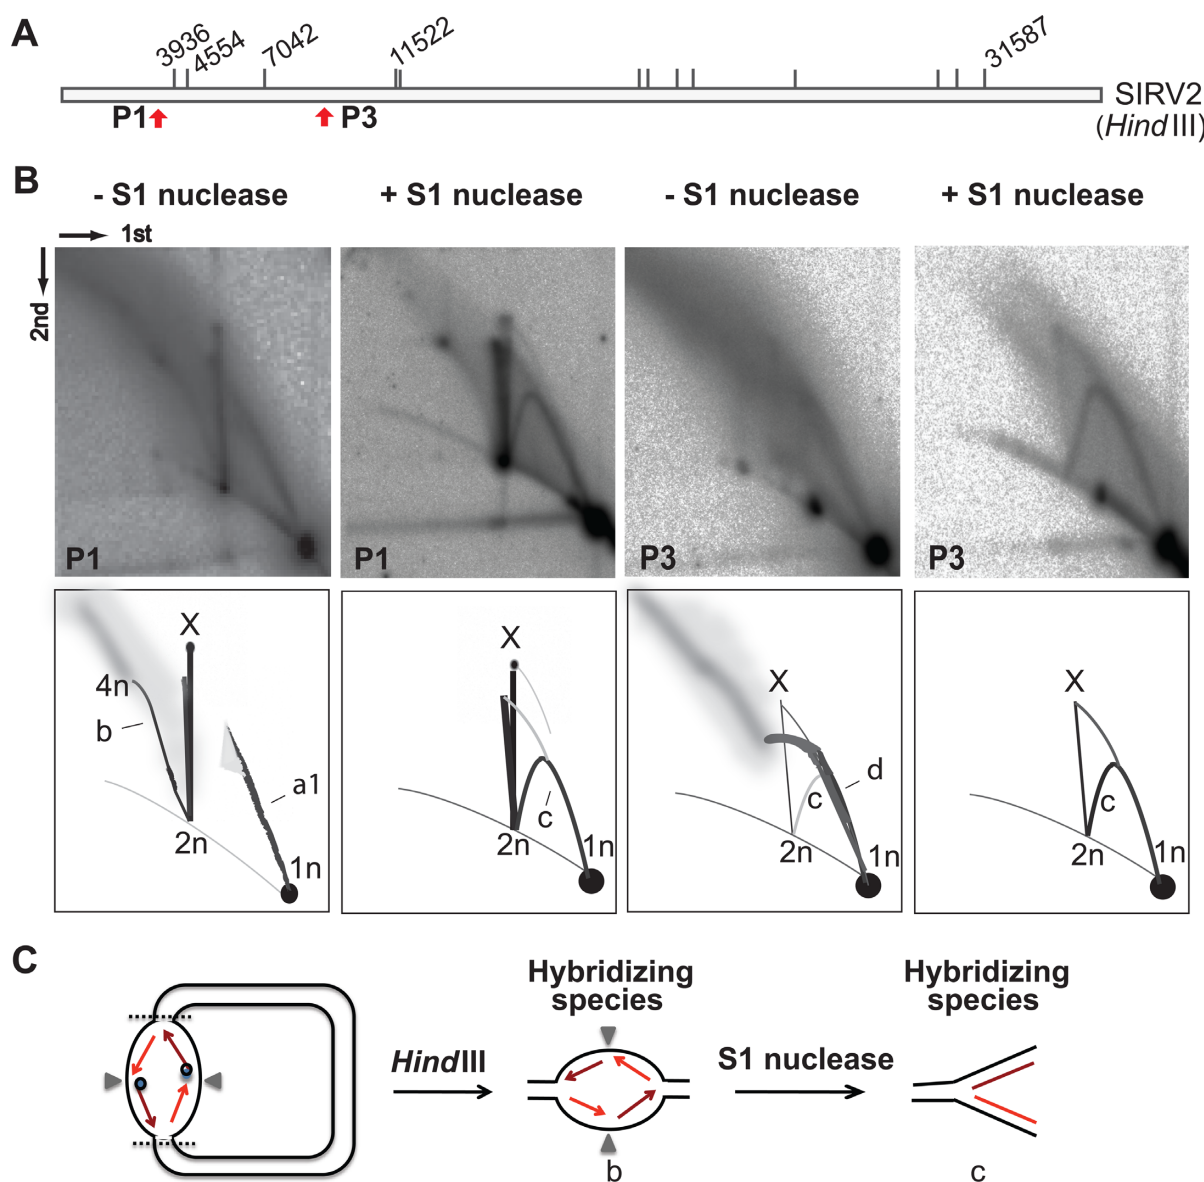 A
3936
4554
7042
11522
31587
P1
P3
SIRV2
(Hind III)
B
- S1 nuclease
+ S1 nuclease
- S1 nuclease
+ S1 nuclease
1st
2nd
P1
P1
P3
P3
X
4n
b
a1
2n
1n
X
c
2n
1n
X
d
c
2n
1n
X
c
2n
1n
C
Hybridizing
species
Hybridizing
species
HindIII
S1 nuclease
b
c